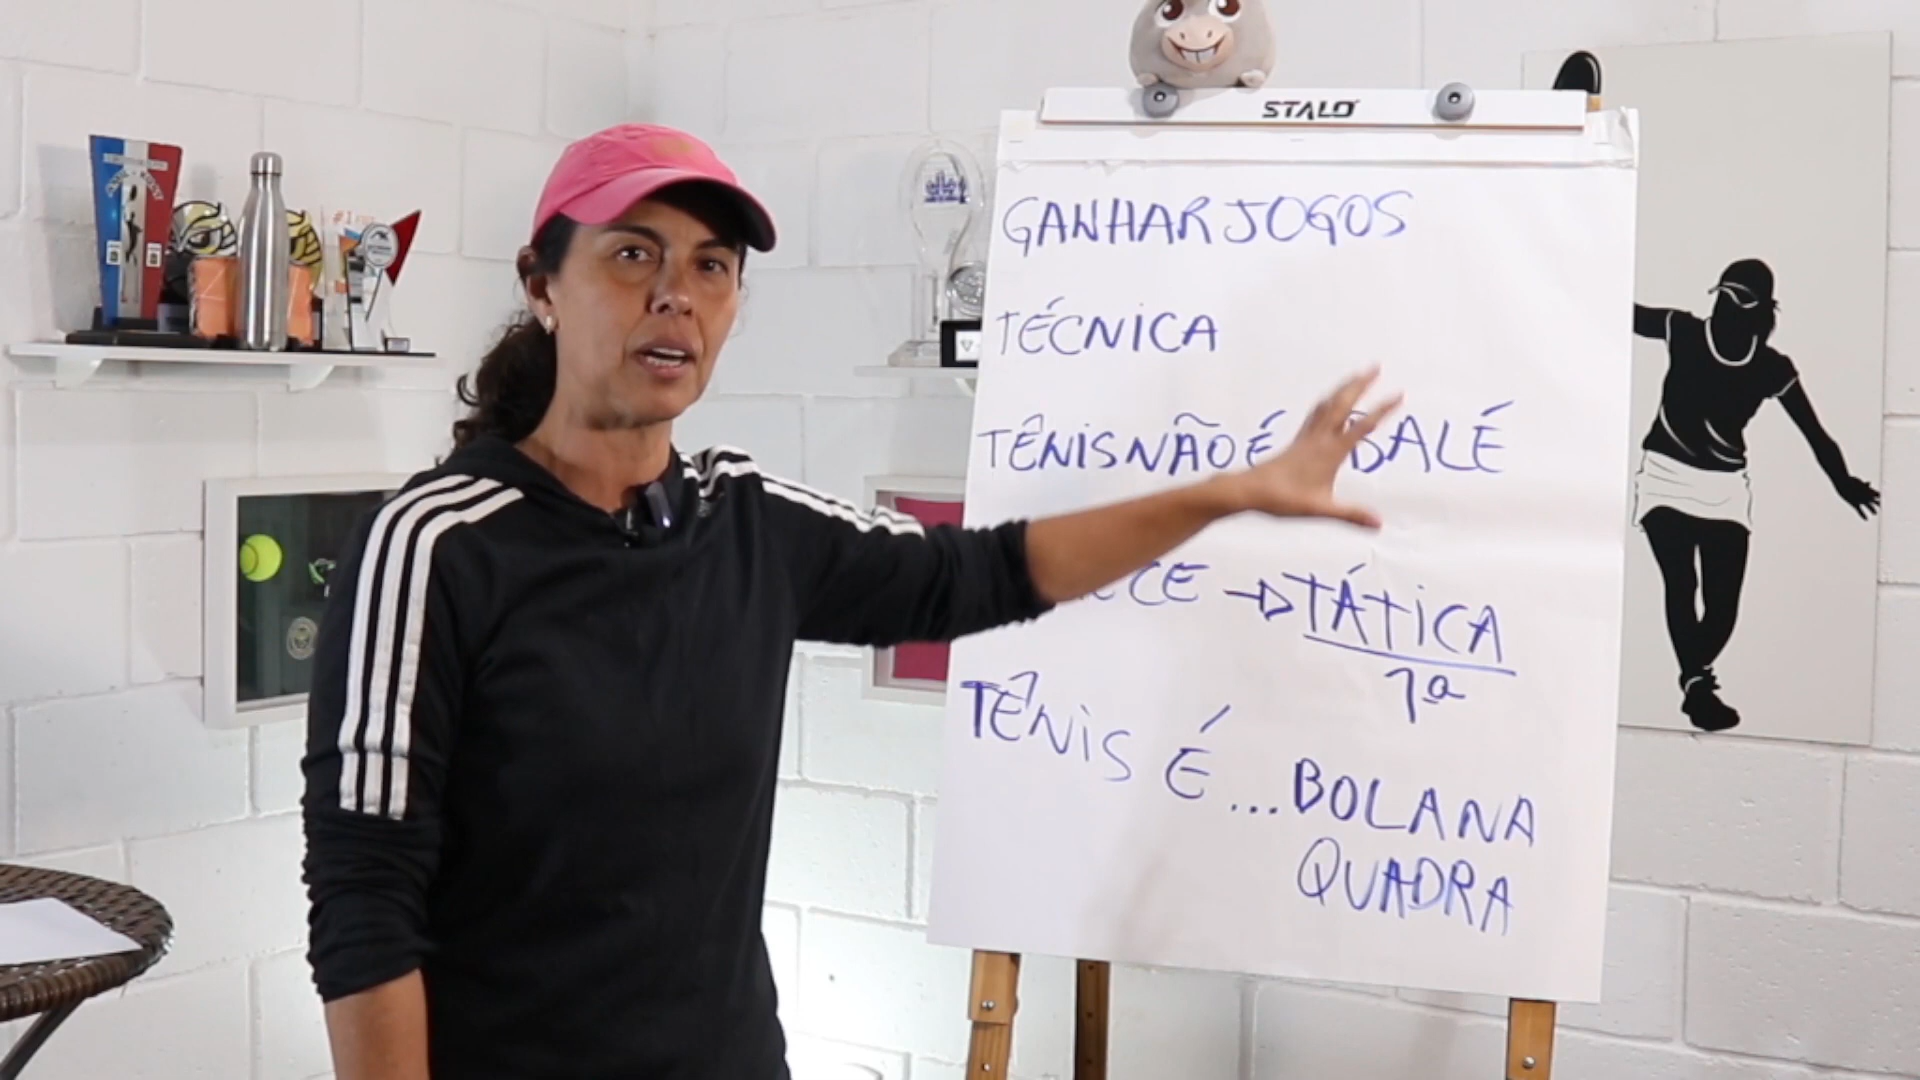 STALO
GANHAR JOGOS
TÉCNICA
TÊNIS NÃO É BALÉ
→ TÁTICA
1ª
TÊNIS É... BOLA NA
QUADRA